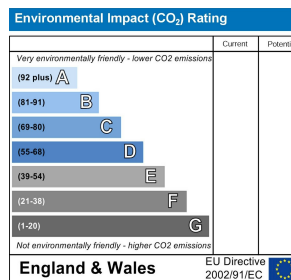 Environmental Impact (CO₂) Rating
Current Potenti
Very environmentally friendly - lower CO2 emissions
(92 plus) A
(81-91) B
(69-80) C
(55-68) D
(39-54) E
(21-38) F
(1-20) G
Not environmentally friendly - higher CO2 emissions
England & Wales
EU Directive
2002/91/EC